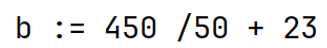 b := 450 /50 + 23